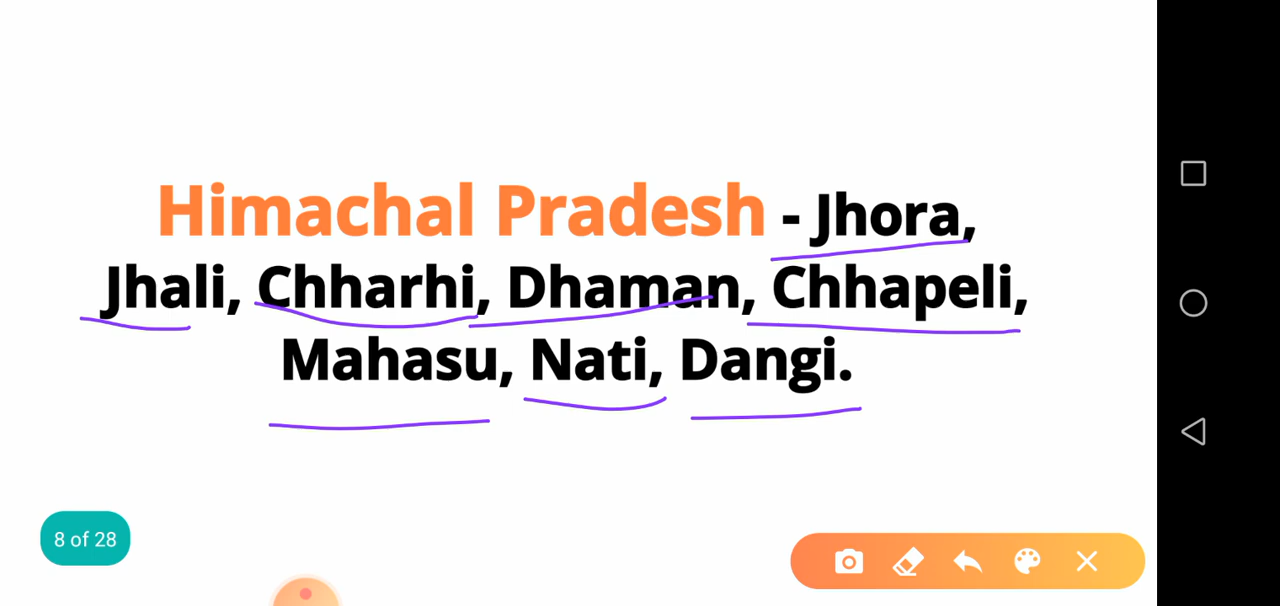 Himachal Pradesh - Jhora,
Jhali, Chharhi, Dhaman, Chhapeli,
Mahasu, Nati, Dangi.
8 of 28